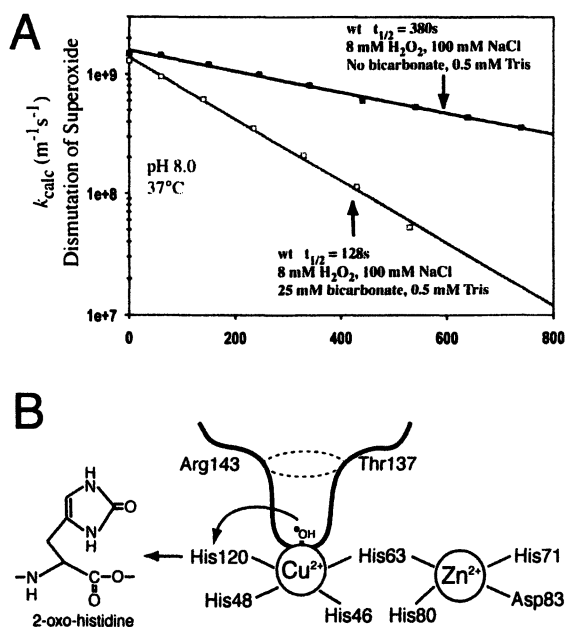 A
k_calc (m⁻¹s⁻¹)
Dismutation of Superoxide
1e+9
1e+8
1e+7
wt t1/2 = 380s
8 mM H2O2, 100 mM NaCl
No bicarbonate, 0.5 mM Tris
pH 8.0
37°C
wt t1/2 = 128s
8 mM H2O2, 100 mM NaCl
25 mM bicarbonate, 0.5 mM Tris
0 200 400 600 800
B
Arg143 Thr137
H
N
O
N
H
•OH
His120 Cu2+ His63 Zn2+ His71
His48 His46 His80 Asp83
N
H
C–O–
O
2-oxo-histidine